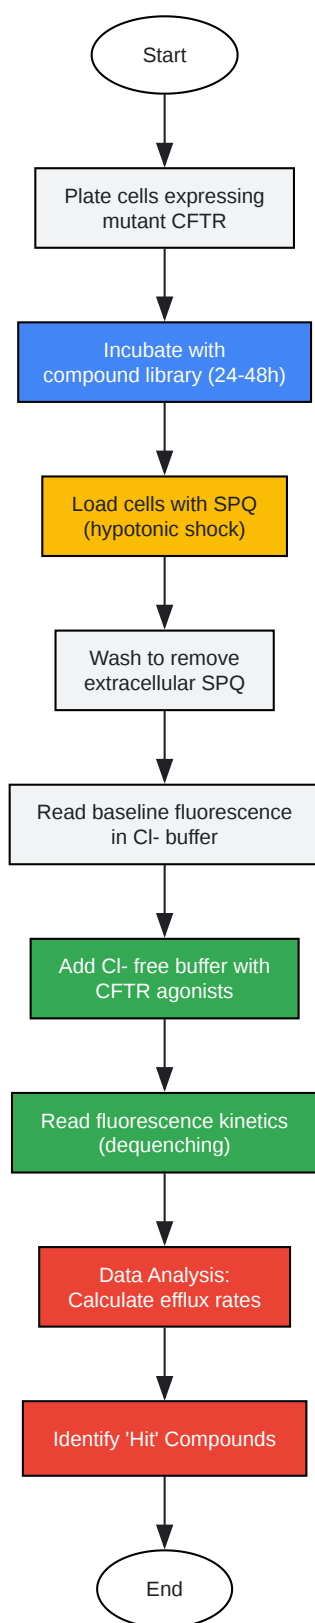 Start
Plate cells expressing
mutant CFTR
Incubate with
compound library (24-48h)
Load cells with SPQ
(hypotonic shock)
Wash to remove
extracellular SPQ
Read baseline fluorescence
in Cl- buffer
Add Cl- free buffer with
CFTR agonists
Read fluorescence kinetics
(dequenching)
Data Analysis:
Calculate efflux rates
Identify 'Hit' Compounds
End